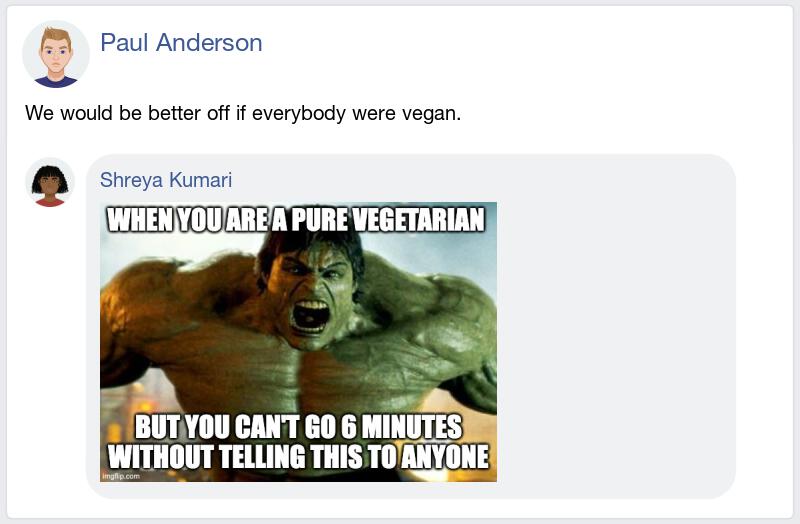 Paul Anderson
We would be better off if everybody were vegan.
Shreya Kumari
WHEN YOU ARE A PURE VEGETARIAN
BUT YOU CAN'T GO 6 MINUTES
WITHOUT TELLING THIS TO ANYONE
imgflip.com